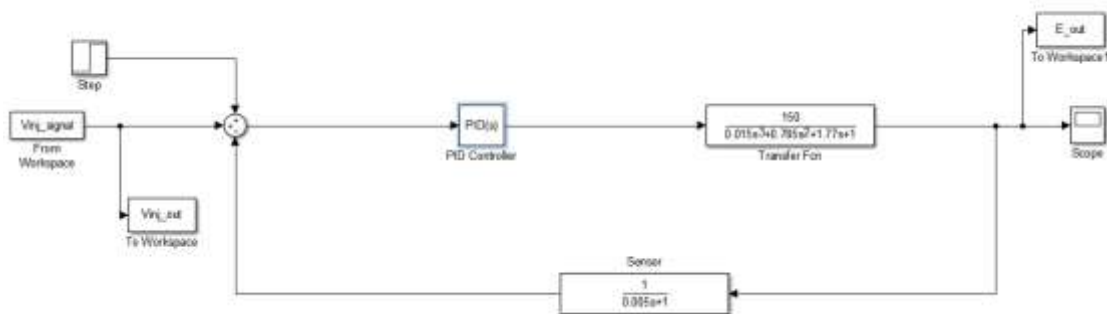 E_out
To Workspace1
Step
Vinj_signal
From
Workspace
PID(s)
PID Controller
150
0.015s³+0.785s²+1.77s+1
Transfer Fcn
Scope
Vinj_out
To Workspace
Sensor
1
0.005s+1